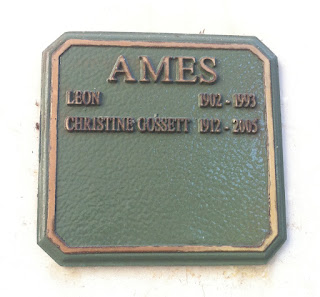 AMES
LEON 1902 - 1993
CHRISTINE GOSSETT 1912 - 2005